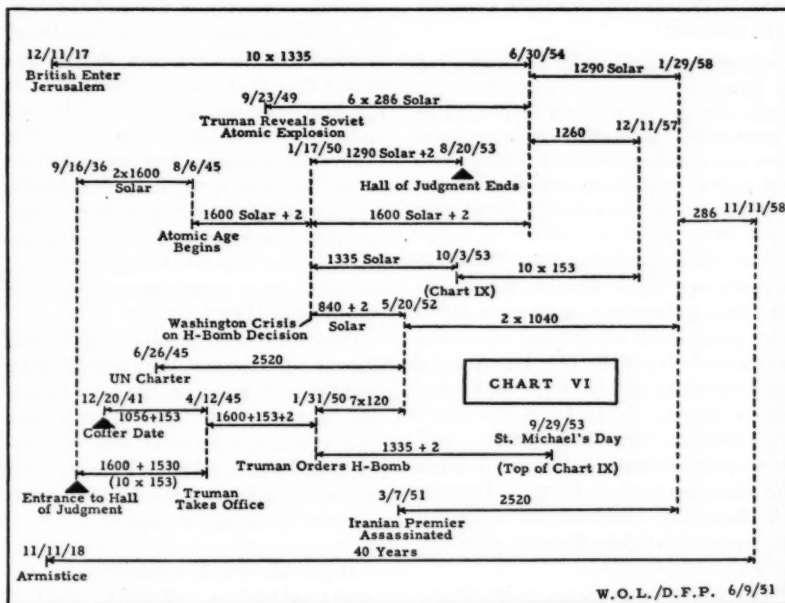 12/11/17 10 x 1335 6/30/54 1/29/58
British Enter
Jerusalem
1290 Solar
9/23/49 6 x 286 Solar
Truman Reveals Soviet
Atomic Explosion
1260 12/11/57
1/17/50 1290 Solar +2 8/20/53
Hall of Judgment Ends
9/16/36 2x1600 8/6/45
Solar
1600 Solar + 2 1600 Solar + 2
Atomic Age
Begins
286 11/11/58
1335 Solar 10/3/53
(Chart IX)
10 x 153
840 + 2 5/20/52
Solar
Washington Crisis
on H-Bomb Decision
2 x 1040
6/26/45 2520
UN Charter
CHART VI
12/20/41 4/12/45 1/31/50 7x120
1056+153 1600+153+2
Coffer Date
9/29/53
St. Michael's Day
1335 + 2
Truman Orders H-Bomb (Top of Chart IX)
1600 + 1530
(10 x 153)
Entrance to Hall
of Judgment
Truman
Takes Office
3/7/51 2520
Iranian Premier
Assassinated
11/11/18 40 Years
Armistice
W.O.L./D.F.P. 6/9/51